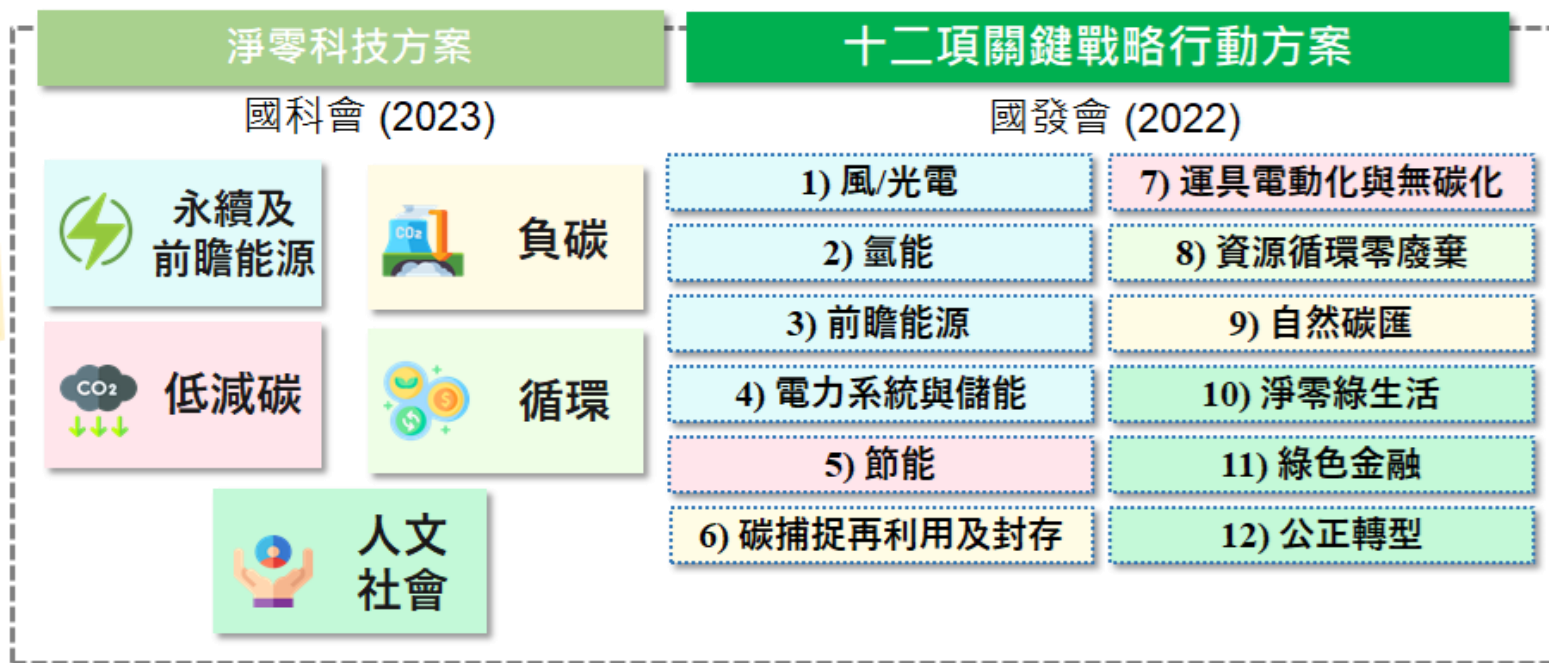 淨零科技方案
國科會 (2023)
永續及
前瞻能源
CO₂
負碳
CO₂
低減碳
$
循環
人文
社會
十二項關鍵戰略行動方案
國發會 (2022)
1) 風/光電
2) 氫能
3) 前瞻能源
4) 電力系統與儲能
5) 節能
6) 碳捕捉再利用及封存
7) 運具電動化與無碳化
8) 資源循環零廢棄
9) 自然碳匯
10) 淨零綠生活
11) 綠色金融
12) 公正轉型